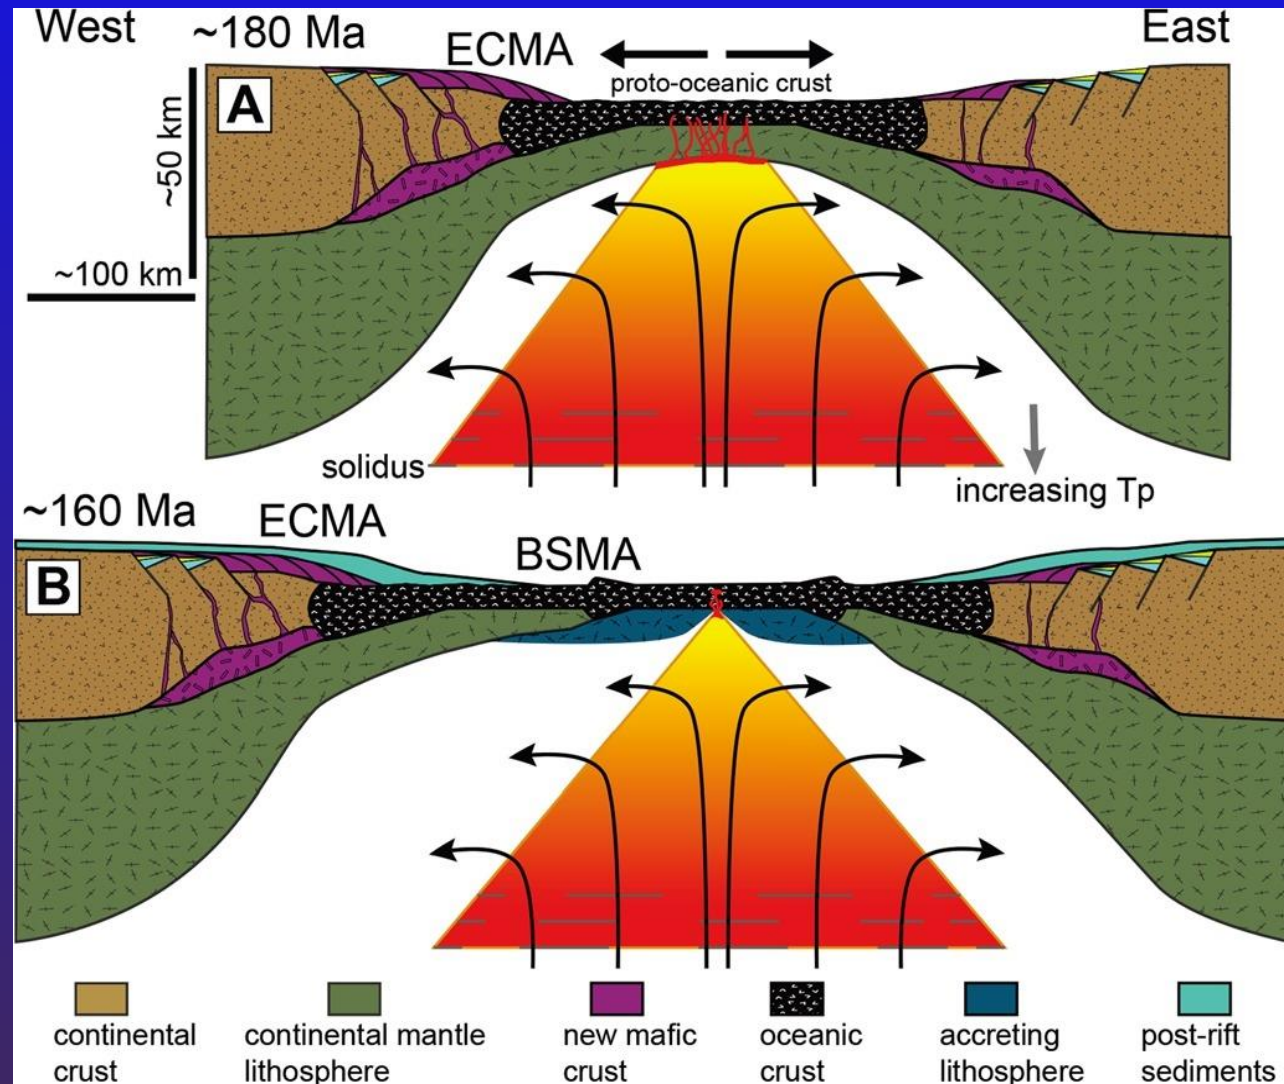 West
~180 Ma
ECMA
East
A
proto-oceanic crust
~50 km
~100 km
solidus
increasing Tp
~160 Ma
ECMA
BSMA
B
continental
crust
continental mantle
lithosphere
new mafic
crust
oceanic
crust
accreting
lithosphere
post-rift
sediments